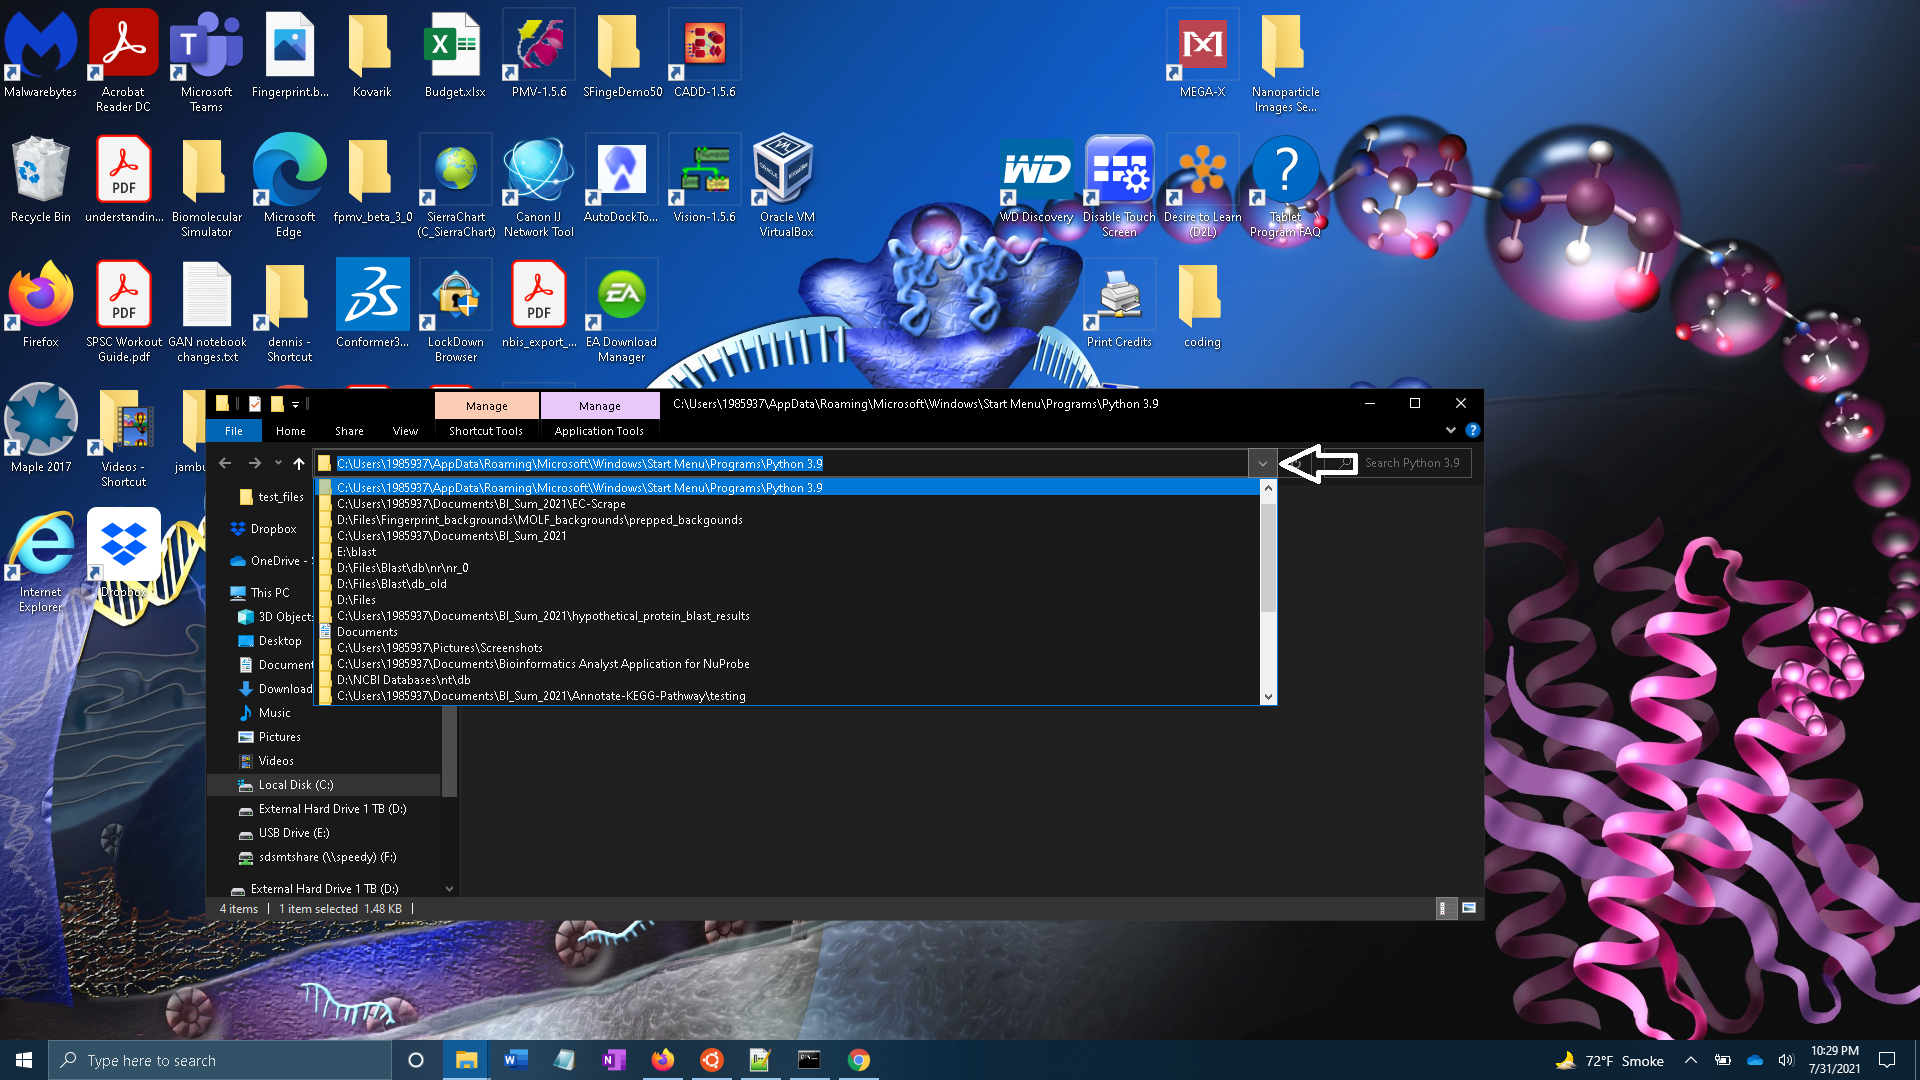 Malwarebytes
Acrobat
Reader DC
Microsoft
Teams
Fingerprint.b...
Kovarik
Budget.xlsx
PMV-1.5.6
SFingeDemo50
CADD-1.5.6
MEGA-X
Nanoparticle
Images Se...
Recycle Bin
PDF
understandin...
Biomolecular
Simulator
Microsoft
Edge
fpmv_beta_3_0
SierraChart
(C_SierraChart)
Canon IJ
Network Tool
AutoDockTo...
Vision-1.5.6
Oracle VM
VirtualBox
WD
WD Discovery
Disable Touch
Screen
Desire to Learn
(D2L)
?
Tablet
Program FAQ
Firefox
PDF
SPSC Workout
Guide.pdf
GAN notebook
changes.txt
dennis -
Shortcut
Conformer3...
LockDown
Browser
PDF
nbis_export_...
EA
EA Download
Manager
Print Credits
coding
Maple 2017
Videos -
Shortcut
jambu
Internet
Explorer
Dropbox
Manage
Manage
C:\Users\1985937\AppData\Roaming\Microsoft\Windows\Start Menu\Programs\Python 3.9
File
Home
Share
View
Shortcut Tools
Application Tools
C:\Users\1985937\AppData\Roaming\Microsoft\Windows\Start Menu\Programs\Python 3.9
Search Python 3.9
C:\Users\1985937\AppData\Roaming\Microsoft\Windows\Start Menu\Programs\Python 3.9
C:\Users\1985937\Documents\BI_Sum_2021\EC-Scrape
D:\Files\Fingerprint_backgrounds\MOLF_backgrounds\prepped_backgounds
C:\Users\1985937\Documents\BI_Sum_2021
E:\blast
D:\Files\Blast\db\nr\nr_0
D:\Files\Blast\db_old
D:\Files
C:\Users\1985937\Documents\BI_Sum_2021\hypothetical_protein_blast_results
Documents
C:\Users\1985937\Pictures\Screenshots
C:\Users\1985937\Documents\Bioinformatics Analyst Application for NuProbe
D:\NCBI Databases\nt\db
C:\Users\1985937\Documents\BI_Sum_2021\Annotate-KEGG-Pathway\testing
test_files
Dropbox
OneDrive -
This PC
3D Objects
Desktop
Document
Download
Music
Pictures
Videos
Local Disk (C:)
External Hard Drive 1 TB (D:)
USB Drive (E:)
sdsmtshare (\\speedy) (F:)
External Hard Drive 1 TB (D:)
4 items
1 item selected 1.48 KB
Type here to search
72°F Smoke
10:29 PM
7/31/2021